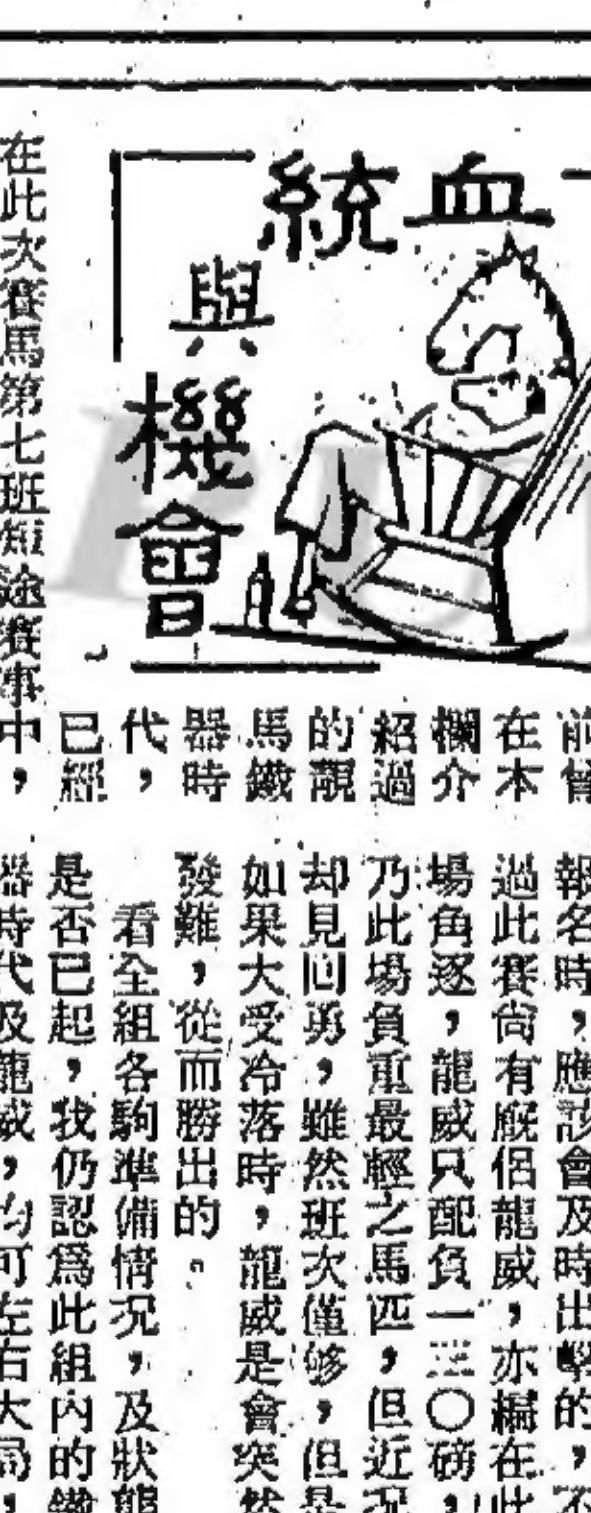 血統
與
機會
在此次賽馬第七班短途賽事中，
前曾
在本
欄介
紹過
的靚
馬鐵
器時
代，
已經
報名時，應該會及時出擊的，不
過此賽尚有廐侶龍威，亦編在此
場角逐，龍威只配負一三〇磅，
乃此場負重最輕之馬匹，但近況
却見回勇，雖然班次僅够，但是
如果大受冷落時，龍威是會突然
發難，從而勝出的。
看全組各駒準備情況，及狀態
是否已起，我仍認爲此組內的鐵
器時代及龍威，均可左右大局，